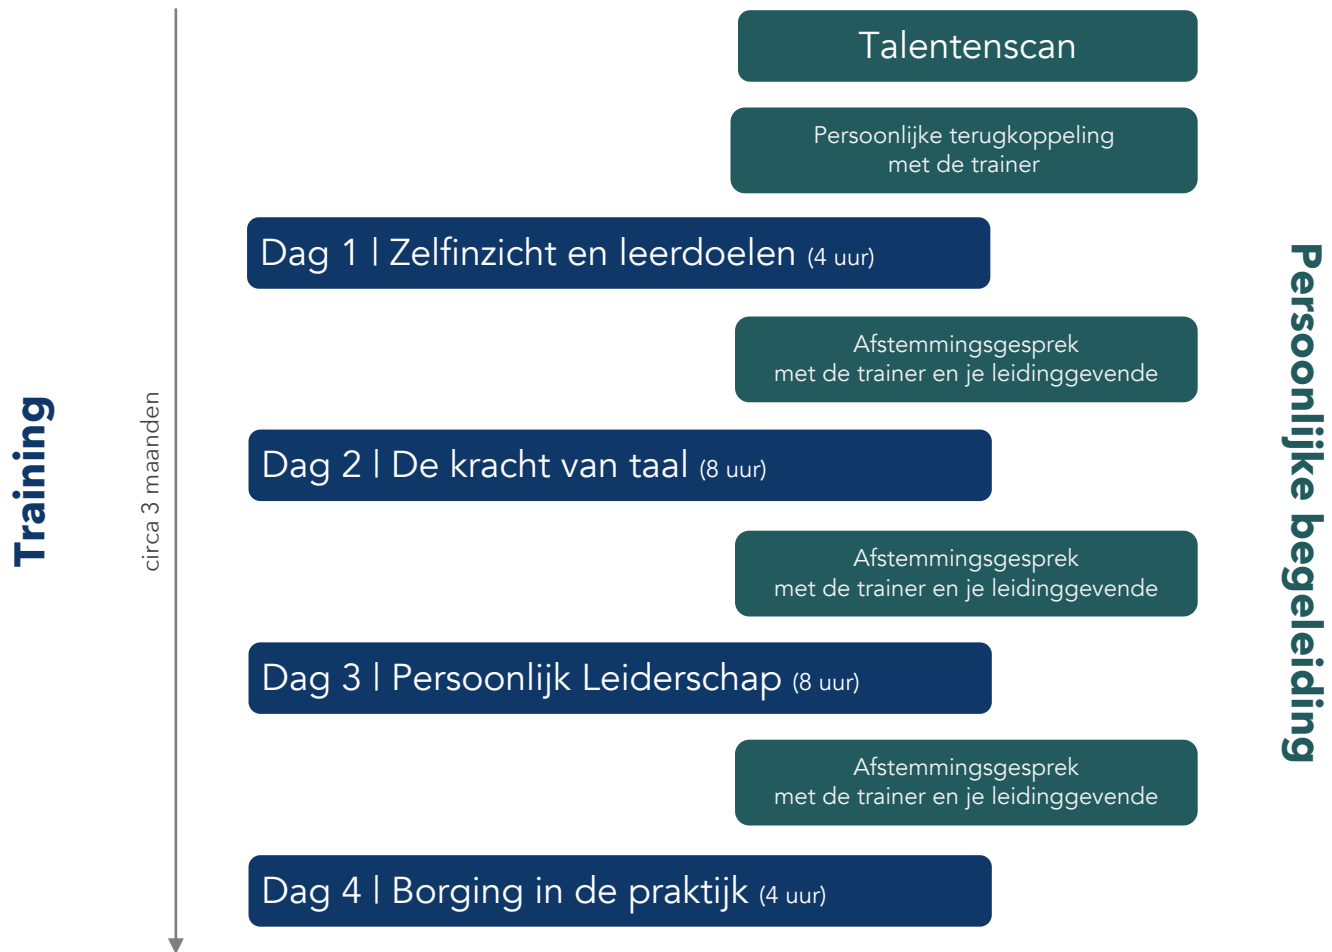 Talentenscan
Persoonlijke terugkoppeling
met de trainer
Dag 1 | Zelfinzicht en leerdoelen (4 uur)
Afstemmingsgesprek
met de trainer en je leidinggevende
Dag 2 | De kracht van taal (8 uur)
Afstemmingsgesprek
met de trainer en je leidinggevende
Dag 3 | Persoonlijk Leiderschap (8 uur)
Afstemmingsgesprek
met de trainer en je leidinggevende
Dag 4 | Borging in de praktijk (4 uur)
Training
circa 3 maanden
Persoonlijke begeleiding